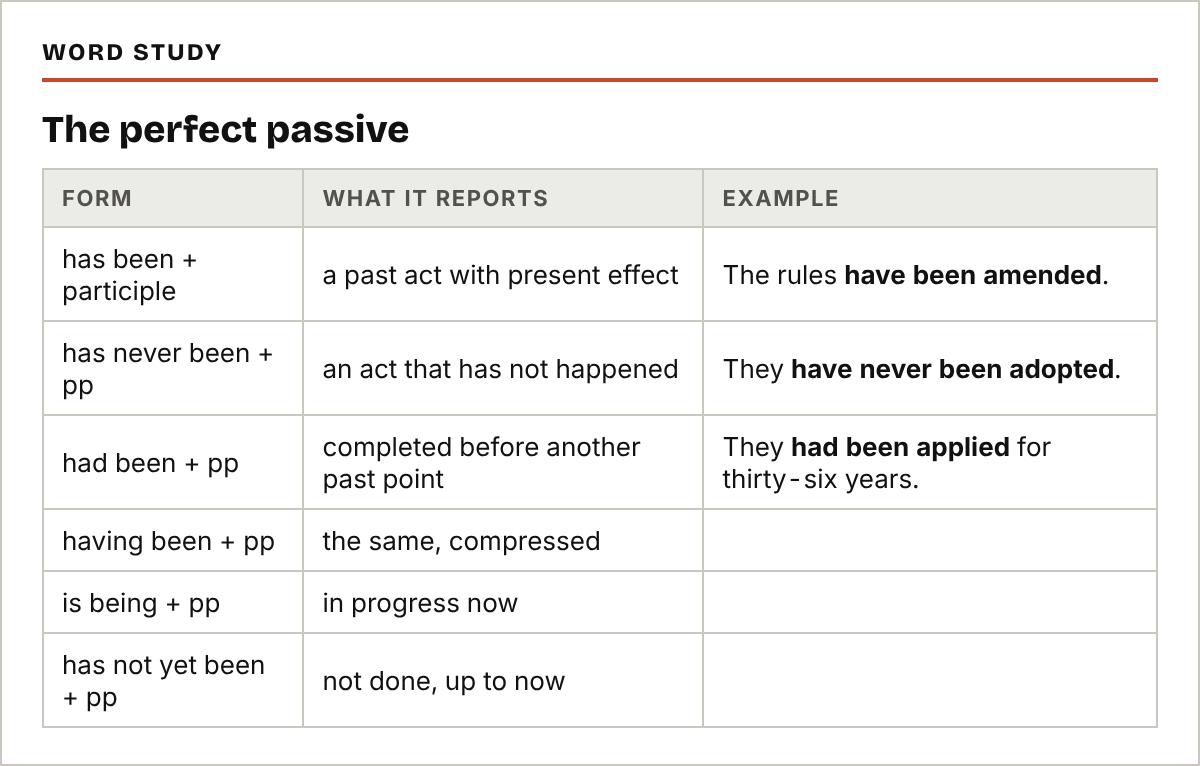 WORD STUDY
The perfect passive
FORM
WHAT IT REPORTS
EXAMPLE
has been +
participle
a past act with present effect
The rules have been amended.
has never been +
pp
an act that has not happened
They have never been adopted.
had been + pp
completed before another
past point
They had been applied for
thirty-six years.
having been + pp
the same, compressed
is being + pp
in progress now
has not yet been
+ pp
not done, up to now